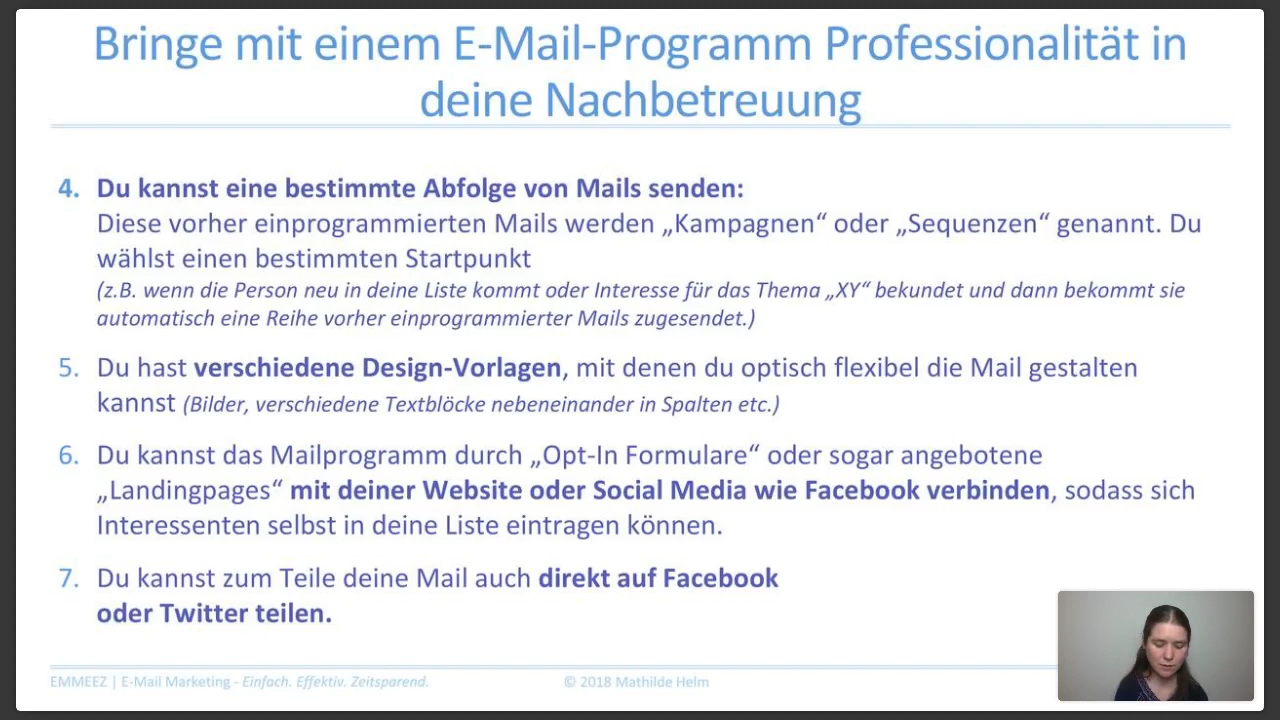 Bringe mit einem E-Mail-Programm Professionalität in
deine Nachbetreuung
4. Du kannst eine bestimmte Abfolge von Mails senden:
Diese vorher einprogrammierten Mails werden „Kampagnen“ oder „Sequenzen“ genannt. Du
wählst einen bestimmten Startpunkt
(z.B. wenn die Person neu in deine Liste kommt oder Interesse für das Thema „XY“ bekundet und dann bekommt sie
automatisch eine Reihe vorher einprogrammierter Mails zugesendet.)
5. Du hast verschiedene Design-Vorlagen, mit denen du optisch flexibel die Mail gestalten
kannst (Bilder, verschiedene Textblöcke nebeneinander in Spalten etc.)
6. Du kannst das Mailprogramm durch „Opt-In Formulare“ oder sogar angebotene
„Landingpages“ mit deiner Website oder Social Media wie Facebook verbinden, sodass sich
Interessenten selbst in deine Liste eintragen können.
7. Du kannst zum Teile deine Mail auch direkt auf Facebook
oder Twitter teilen.
EMMEEZ | E-Mail Marketing - Einfach. Effektiv. Zeitsparend.
© 2018 Mathilde Helm